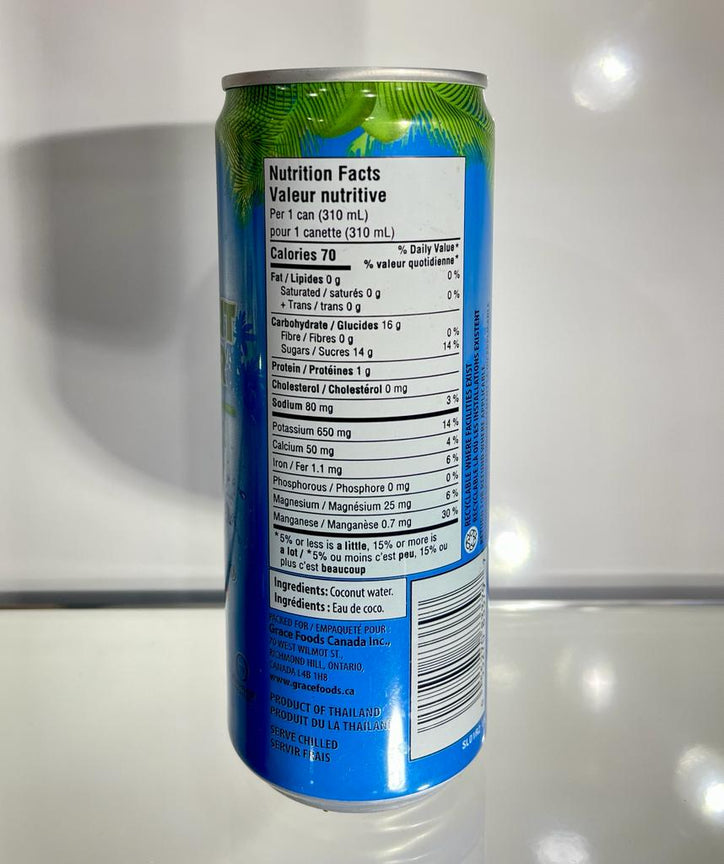 Nutrition Facts
Valeur nutritive
Per 1 can (310 mL)
pour 1 canette (310 mL)
Calories 70
% Daily Value*
% valeur quotidienne*
Fat / Lipides 0 g 0 %
Saturated / saturés 0 g
+ Trans / trans 0 g 0 %
Carbohydrate / Glucides 16 g
Fibre / Fibres 0 g 0 %
Sugars / Sucres 14 g 14 %
Protein / Protéines 1 g
Cholesterol / Cholestérol 0 mg
Sodium 80 mg 3 %
Potassium 650 mg 14 %
Calcium 50 mg 4 %
Iron / Fer 1.1 mg 6 %
Phosphorous / Phosphore 0 mg 0 %
Magnesium / Magnésium 25 mg 6 %
Manganese / Manganèse 0.7 mg 30 %
*5% or less is a little, 15% or more is
a lot / *5% ou moins c'est peu, 15% ou
plus c'est beaucoup
Ingredients: Coconut water.
Ingrédients : Eau de coco.
PACKED FOR / EMPAQUETÉ POUR :
Grace Foods Canada Inc.,
70 WEST WILMOT ST.,
RICHMOND HILL, ONTARIO,
CANADA L4B 1H8
www.gracefoods.ca
PRODUCT OF THAILAND
PRODUIT DU LA THAILAN
SERVE CHILLED
SERVIR FRAIS
RECYCLABLE WHERE FACILITIES EXIST
RECYCLABLE LÀ OÙ LES INSTALLATIONS EXISTENT